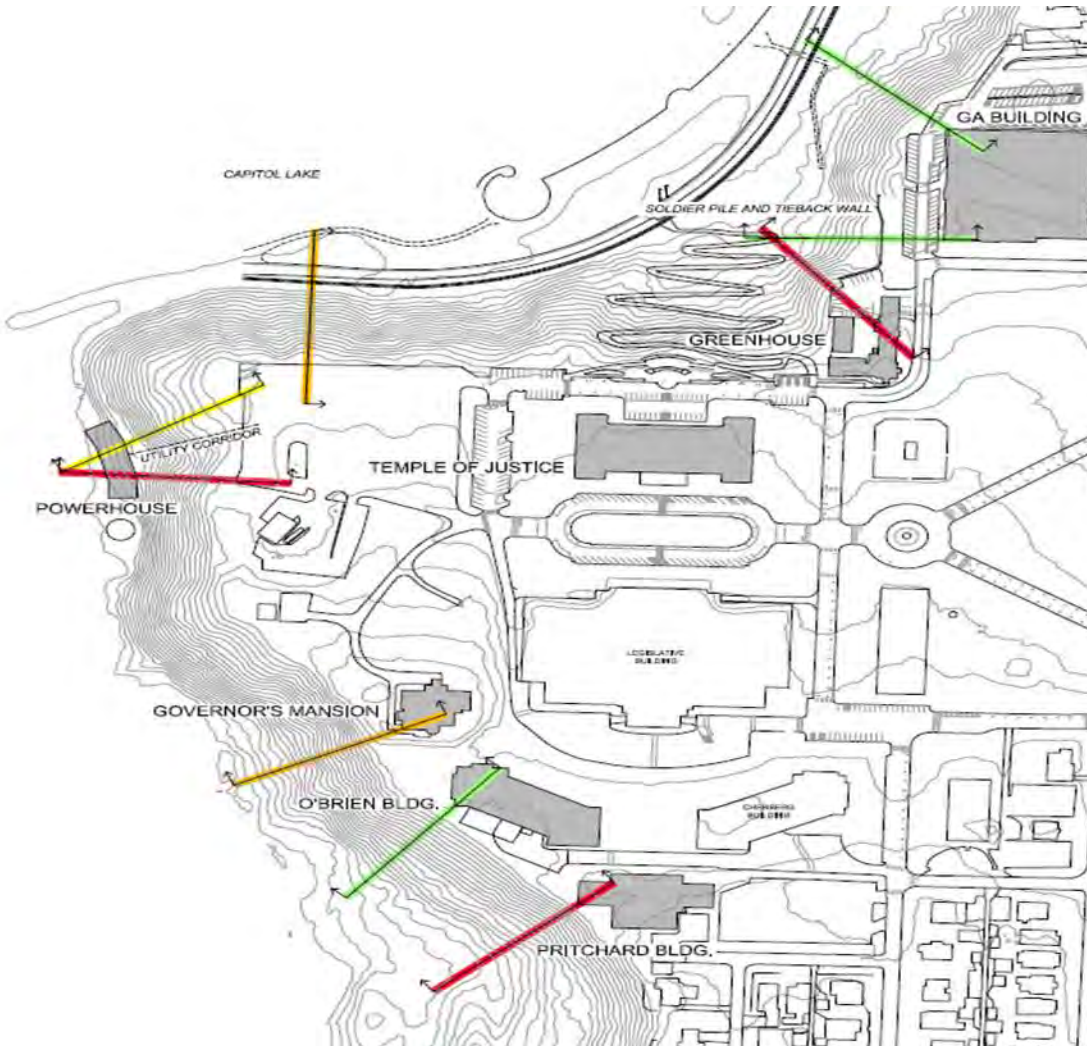 GA BUILDING
CAPITOL LAKE
SOLDIER PILE AND TIEBACK WALL
GREENHOUSE
UTILITY CORRIDOR
TEMPLE OF JUSTICE
POWERHOUSE
LEGISLATIVE
BUILDING
GOVERNOR'S MANSION
O'BRIEN BLDG.
CHERBERG
BUILDING
PRITCHARD BLDG.